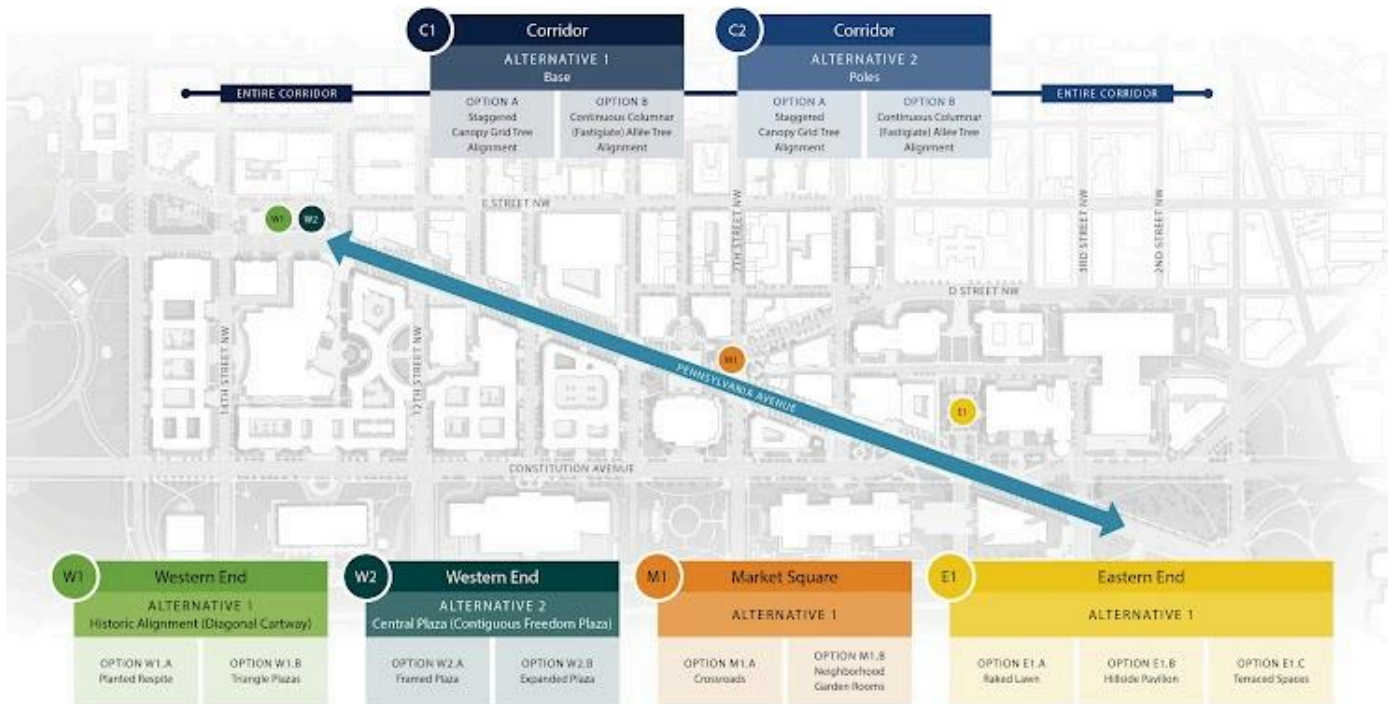 C1
Corridor
ALTERNATIVE 1
Base
OPTION A
Staggered
Canopy Grid Tree
Alignment
OPTION B
Continuous Columnar
(Fastigiate) Allée Tree
Alignment
C2
Corridor
ALTERNATIVE 2
Poles
OPTION A
Staggered
Canopy Grid Tree
Alignment
OPTION B
Continuous Columnar
(Fastigiate) Allée Tree
Alignment
ENTIRE CORRIDOR
ENTIRE CORRIDOR
W1
W2
E STREET NW
7TH STREET NW
3RD STREET NW
2ND STREET NW
D STREET NW
14TH STREET NW
12TH STREET NW
M1
PENNSYLVANIA AVENUE
E1
CONSTITUTION AVENUE
W1
Western End
ALTERNATIVE 1
Historic Alignment (Diagonal Cartway)
OPTION W1.A
Planted Respite
OPTION W1.B
Triangle Plazas
W2
Western End
ALTERNATIVE 2
Central Plaza (Contiguous Freedom Plaza)
OPTION W2.A
Framed Plaza
OPTION W2.B
Expanded Plaza
M1
Market Square
ALTERNATIVE 1
OPTION M1.A
Crossroads
OPTION M1.B
Neighborhood
Garden Rooms
E1
Eastern End
ALTERNATIVE 1
OPTION E1.A
Raked Lawn
OPTION E1.B
Hillside Pavilion
OPTION E1.C
Terraced Spaces